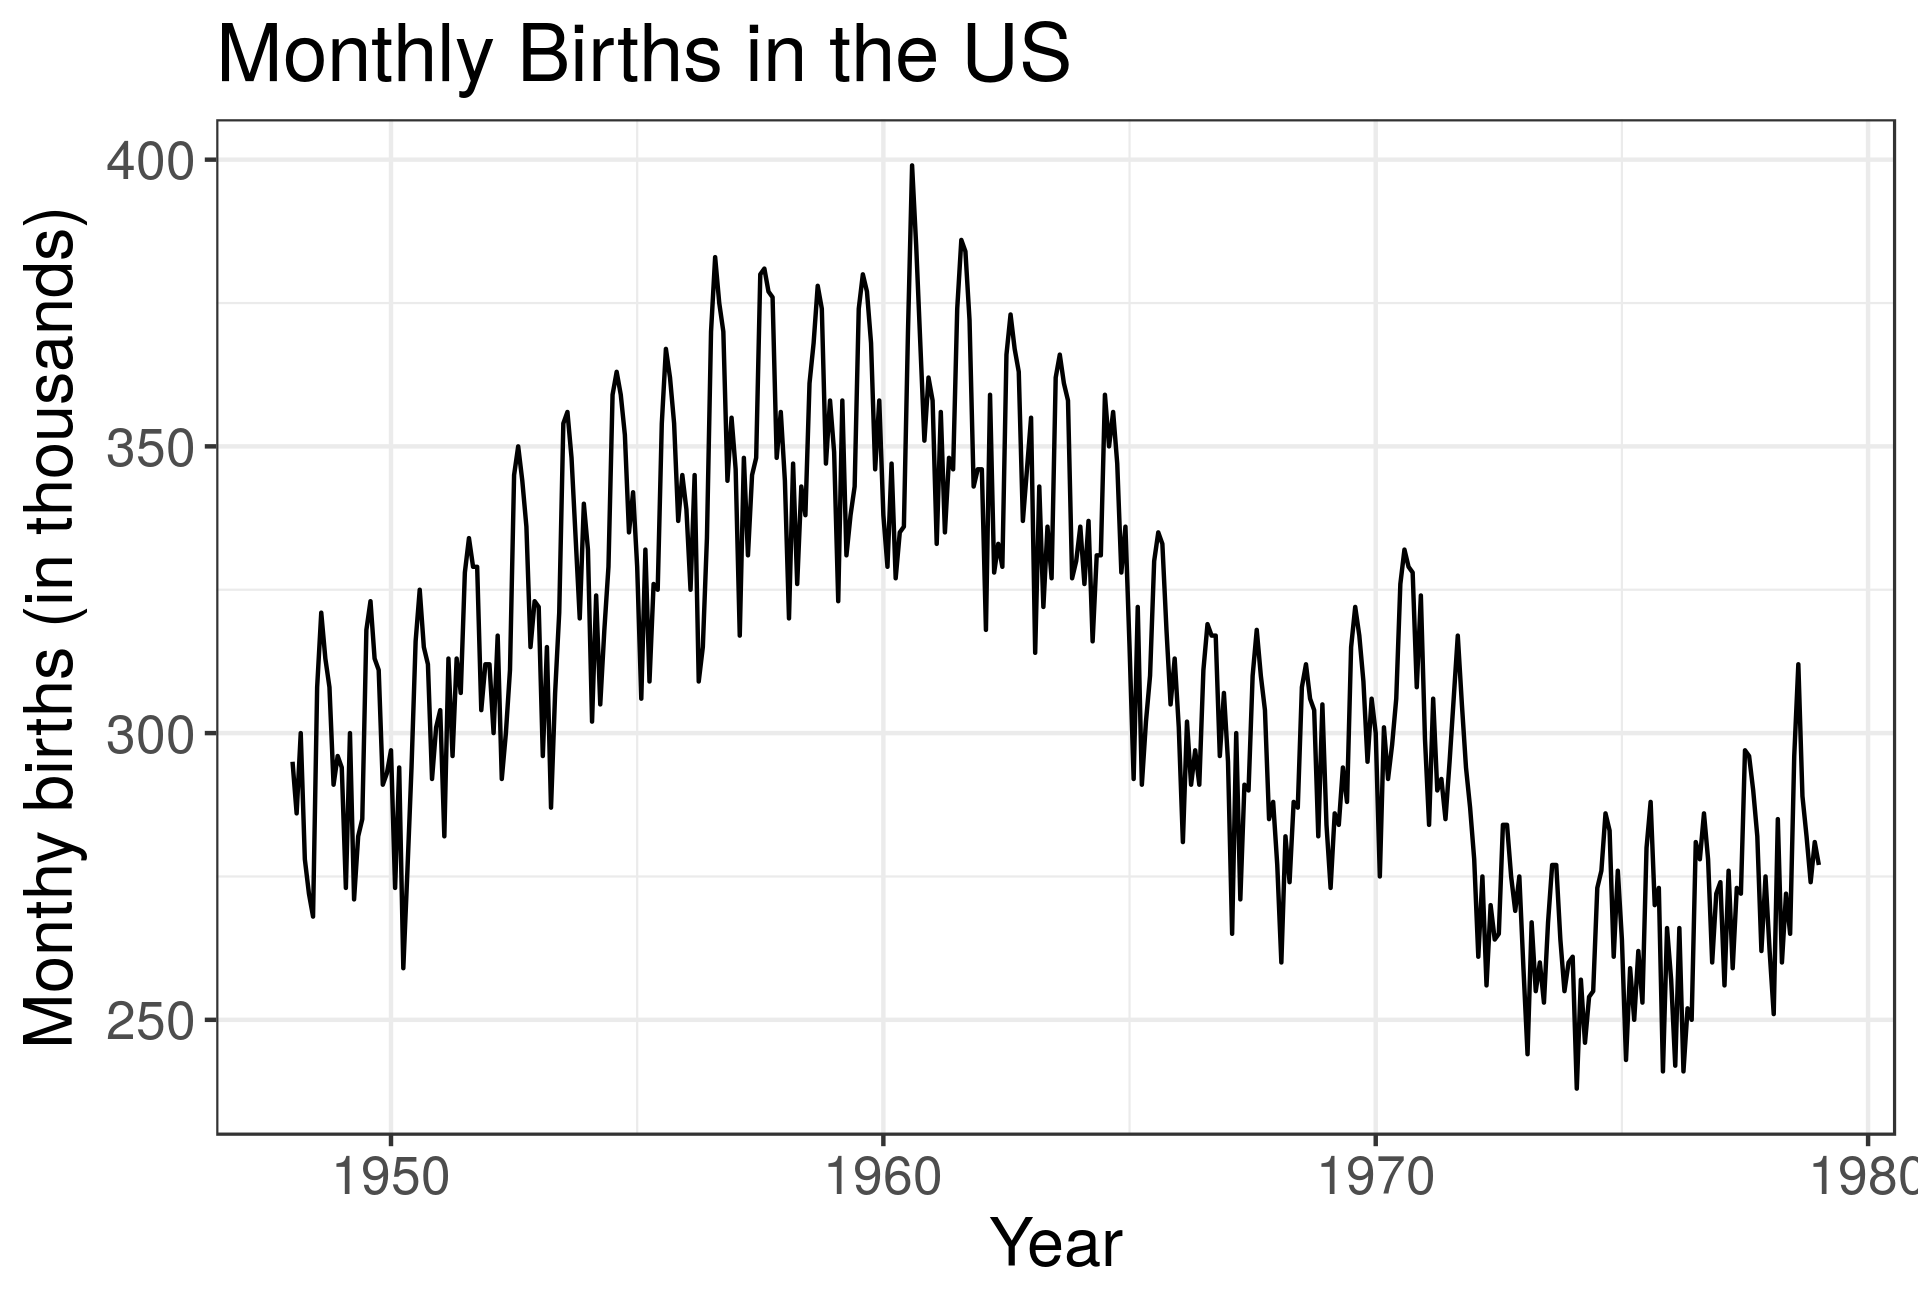 Monthly Births in the US
Monthy births (in thousands)
400
350
300
250
1950 1960 1970 1980
Year